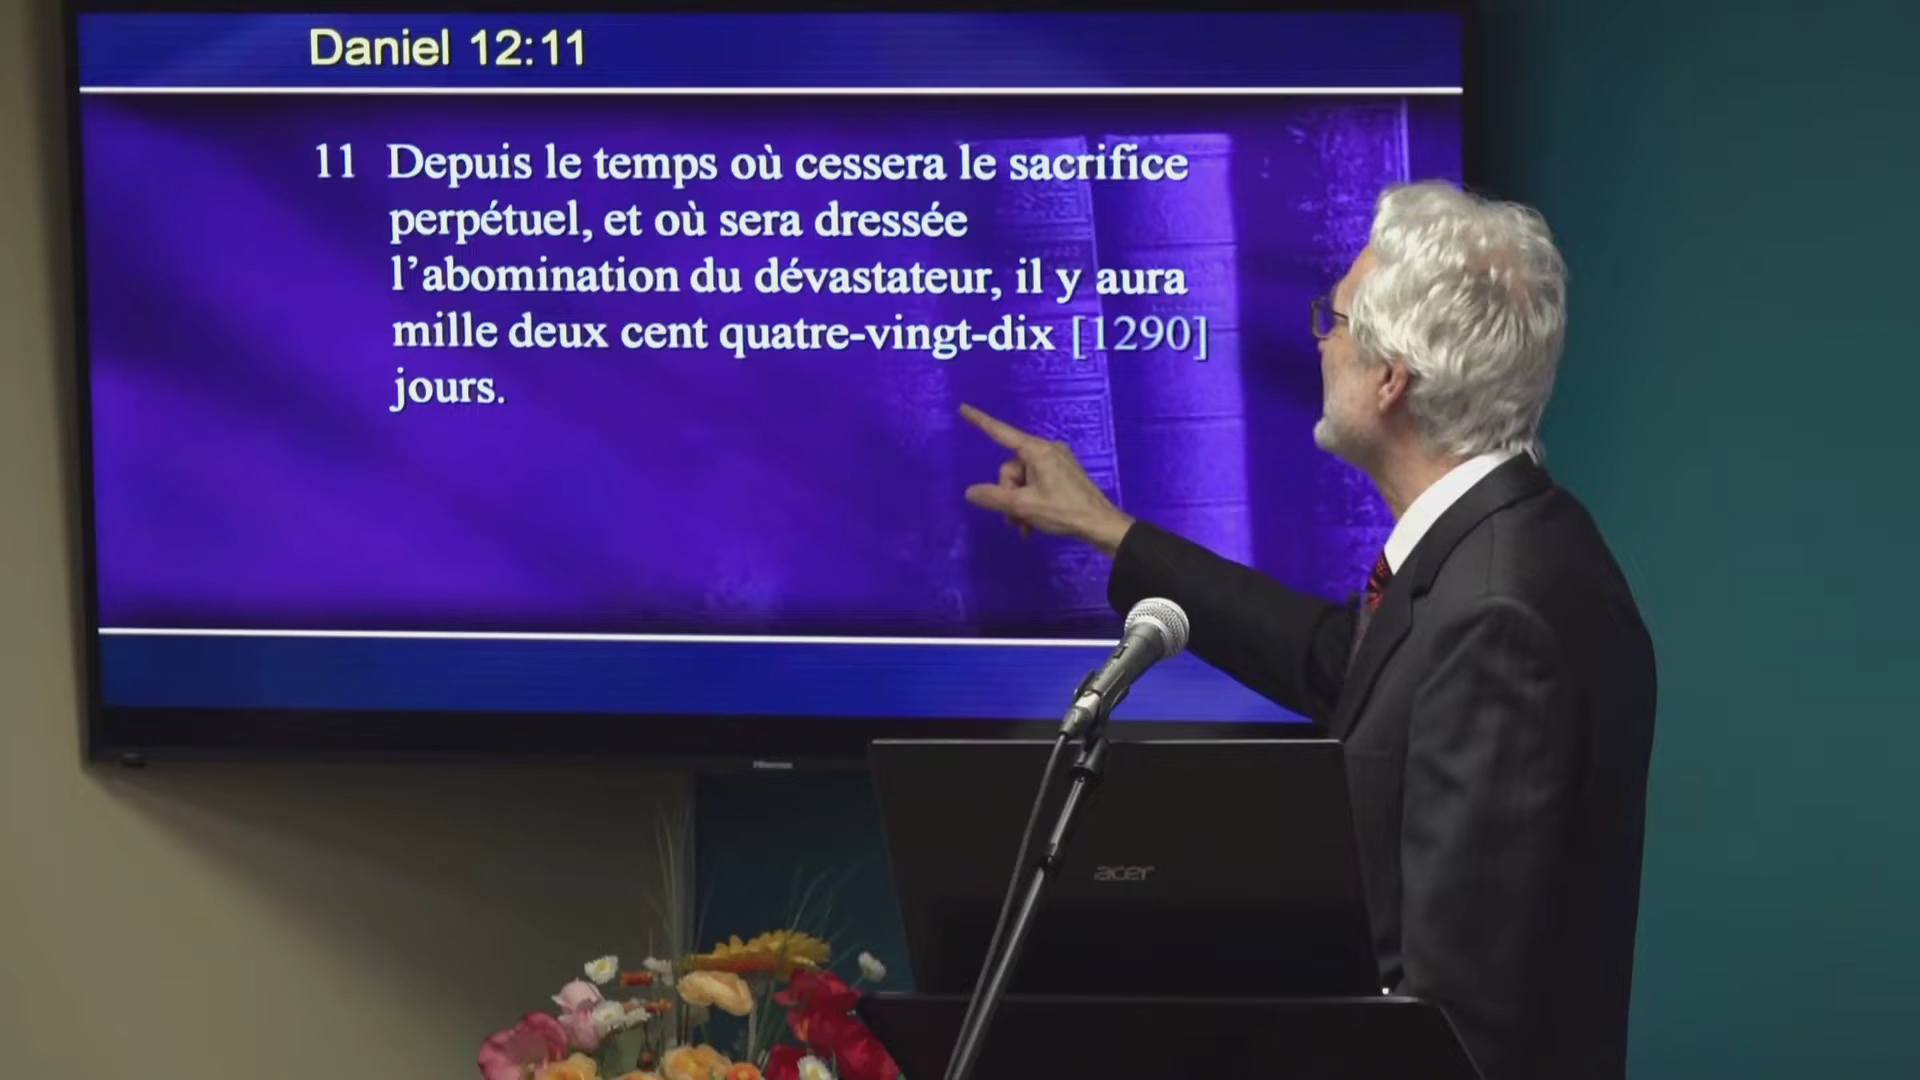 Daniel 12:11
11 Depuis le temps où cessera le sacrifice
perpétuel, et où sera dressée
l’abomination du dévastateur, il y aura
mille deux cent quatre-vingt-dix [1290]
jours.
Hisense
acer